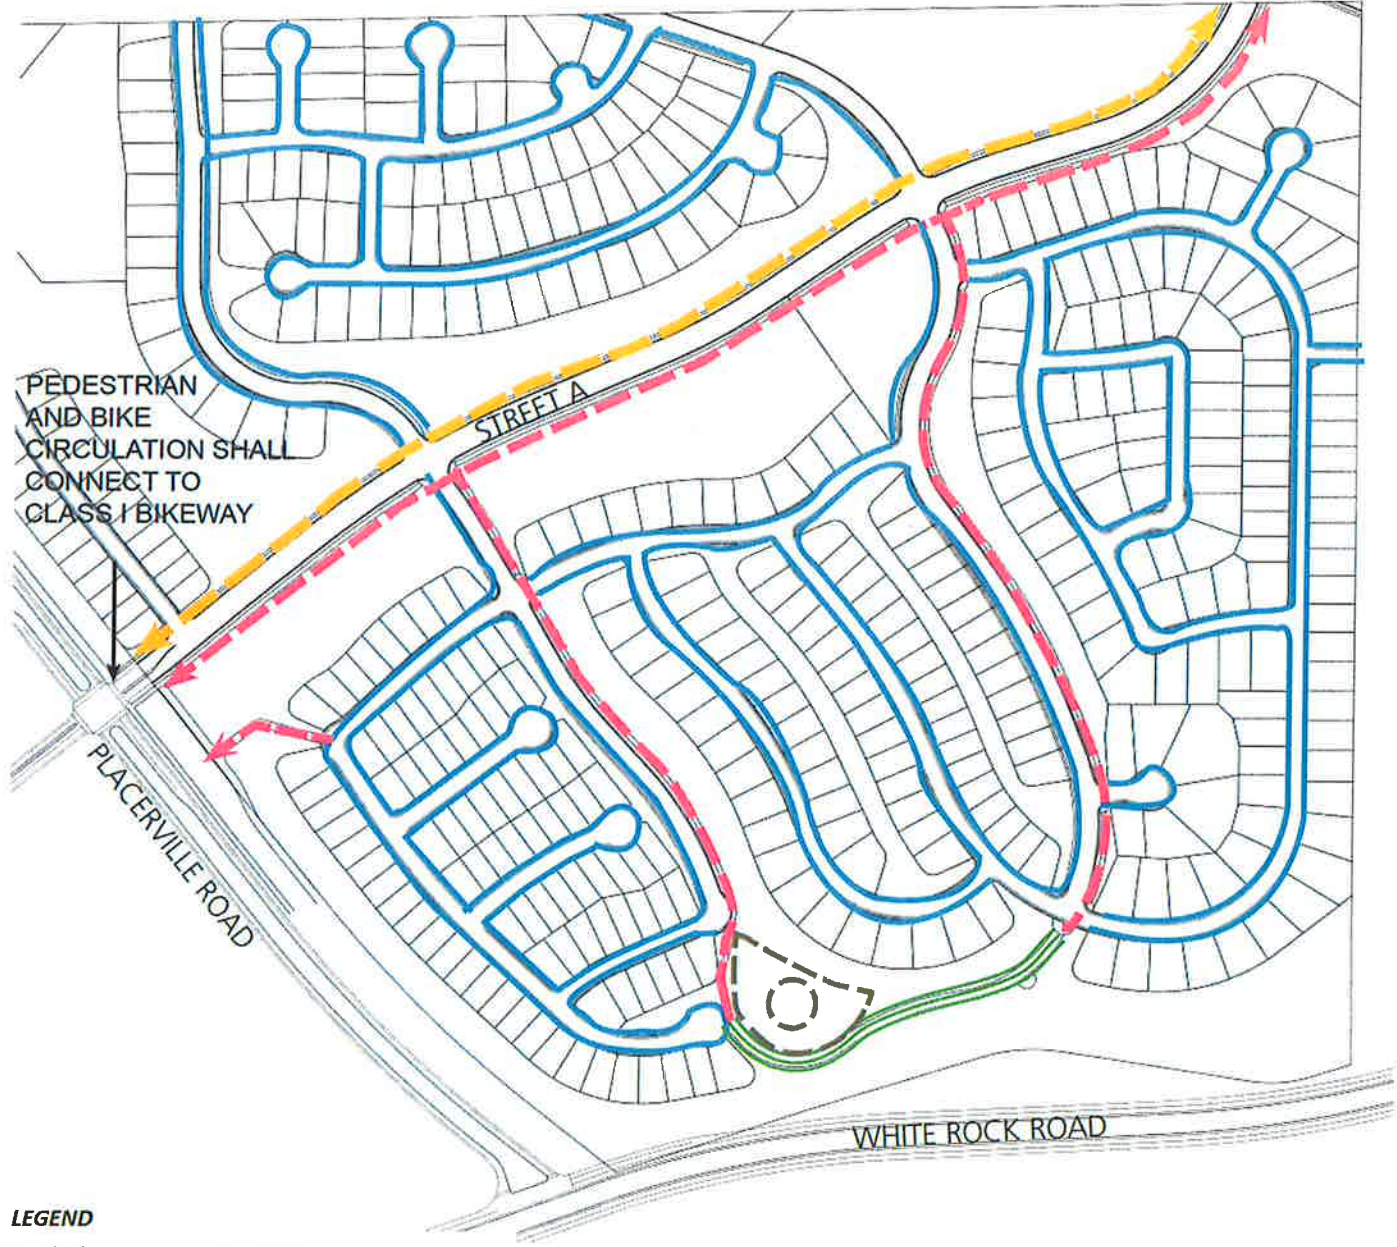 PEDESTRIAN
AND BIKE
CIRCULATION SHALL
CONNECT TO
CLASS I BIKEWAY
STREET A
PLACERVILLE ROAD
WHITE ROCK ROAD
LEGEND